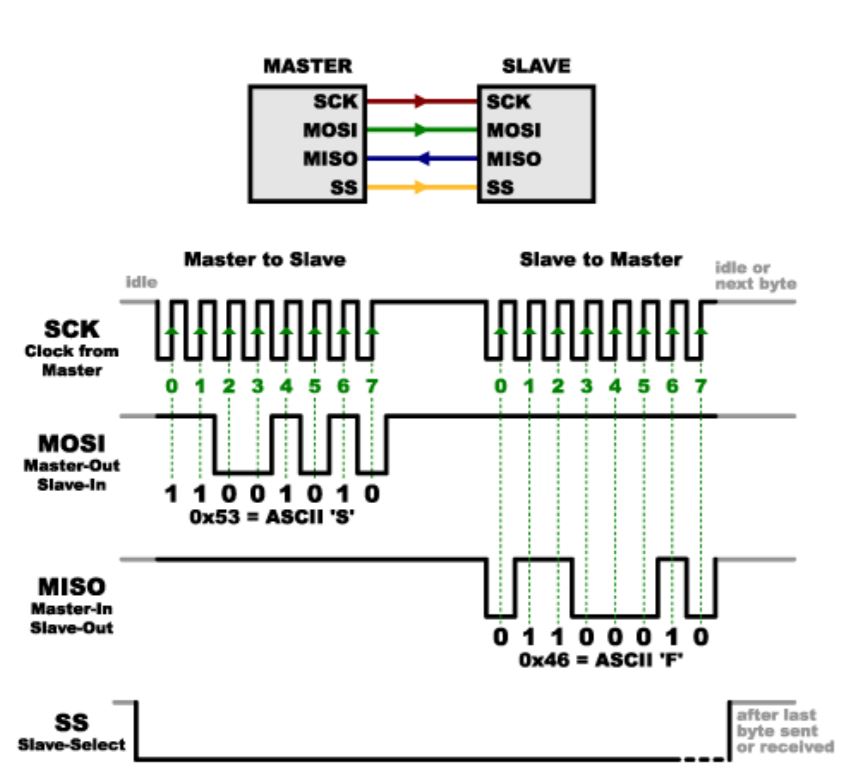 MASTER SLAVE
SCK SCK
MOSI MOSI
MISO MISO
SS SS
Master to Slave Slave to Master
idle
idle or
next byte
SCK
Clock from
Master
0 1 2 3 4 5 6 7 0 1 2 3 4 5 6 7
MOSI
Master-Out
Slave-In
1 1 0 0 1 0 1 0
0x53 = ASCII 'S'
MISO
Master-In
Slave-Out
0 1 1 0 0 0 1 0
0x46 = ASCII 'F'
SS
Slave-Select
after last
byte sent
or received